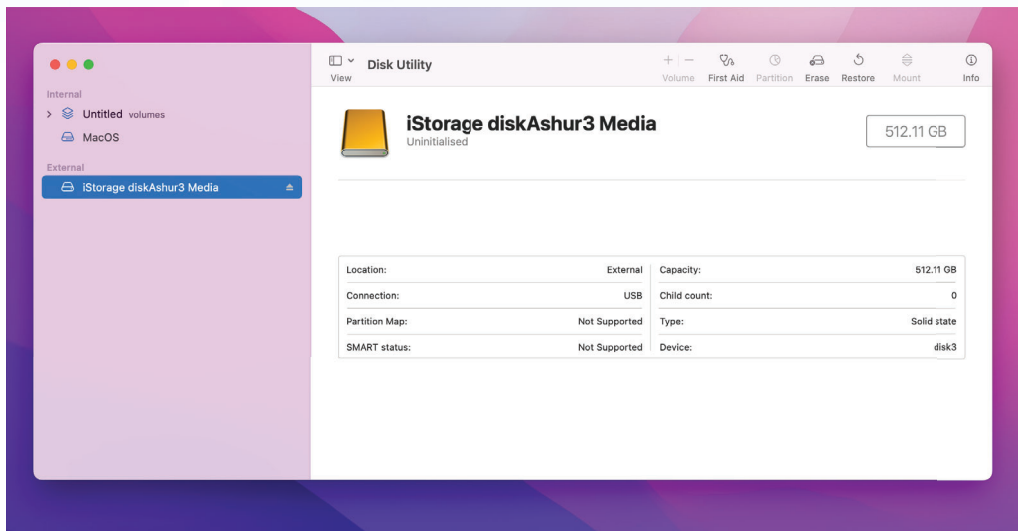 Disk Utility
View
Volume First Aid Partition Erase Restore Mount Info
Internal
Untitled volumes
MacOS
External
iStorage diskAshur3 Media
iStorage diskAshur3 Media
Uninitialised
512.11 GB
Location: External Capacity: 512.11 GB
Connection: USB Child count: 0
Partition Map: Not Supported Type: Solid state
SMART status: Not Supported Device: disk3